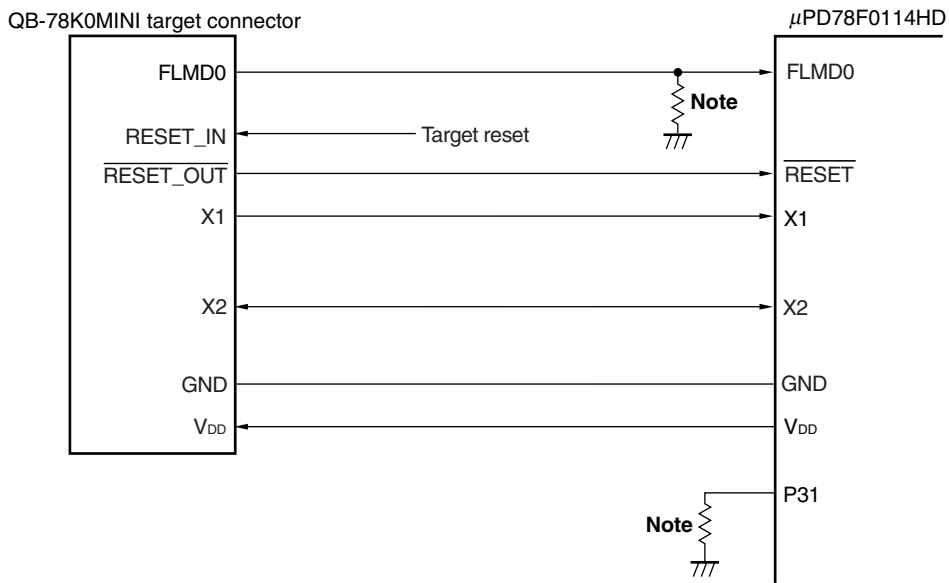 QB-78K0MINI target connector
μPD78F0114HD
FLMD0
FLMD0
Note
RESET_IN
Target reset
RESET_OUT
RESET
X1
X1
X2
X2
GND
GND
VDD
VDD
P31
Note